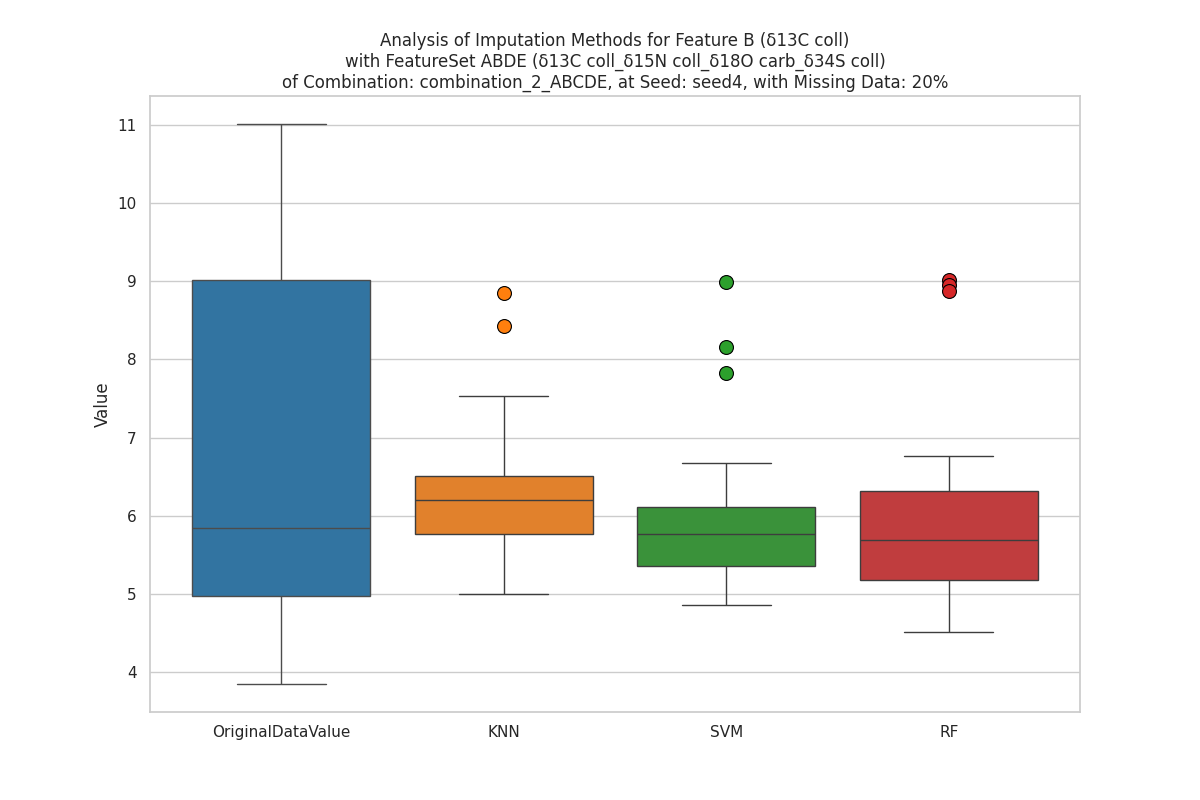 Analysis of Imputation Methods for Feature B (δ13C coll)
with FeatureSet ABDE (δ13C coll_δ15N coll_δ18O carb_δ34S coll)
of Combination: combination_2_ABCDE, at Seed: seed4, with Missing Data: 20%
11
10
9
8
7
6
5
4
Value
OriginalDataValue
KNN
SVM
RF